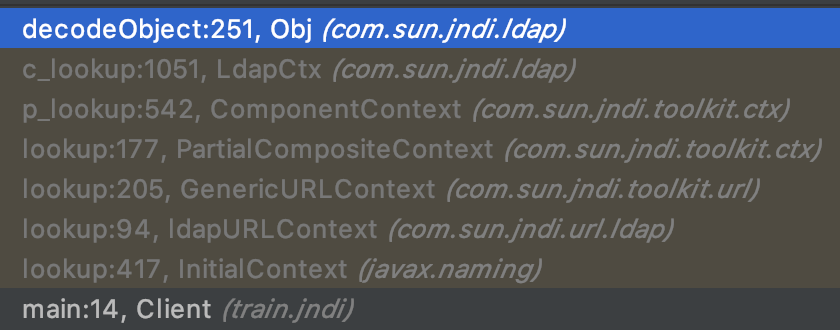 decodeObject:251, Obj (com.sun.jndi.ldap)
c_lookup:1051, LdapCtx (com.sun.jndi.ldap)
p_lookup:542, ComponentContext (com.sun.jndi.toolkit.ctx)
lookup:177, PartialCompositeContext (com.sun.jndi.toolkit.ctx)
lookup:205, GenericURLContext (com.sun.jndi.toolkit.url)
lookup:94, ldapURLContext (com.sun.jndi.url.ldap)
lookup:417, InitialContext (javax.naming)
main:14, Client (train.jndi)